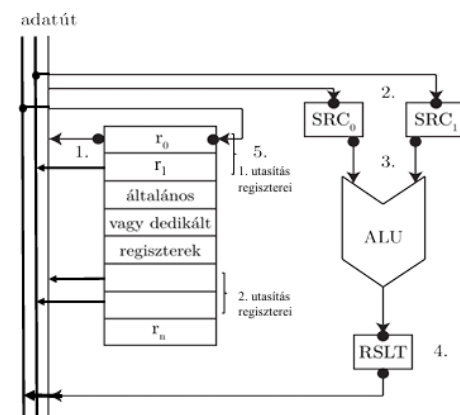 adatút
2.
SRC0
SRC1
1.
r0
5.
3.
r1
1. utasítás
regiszterei
általános
vagy dedikált
ALU
regiszterek
2. utasítás
regiszterei
rn
RSLT
4.